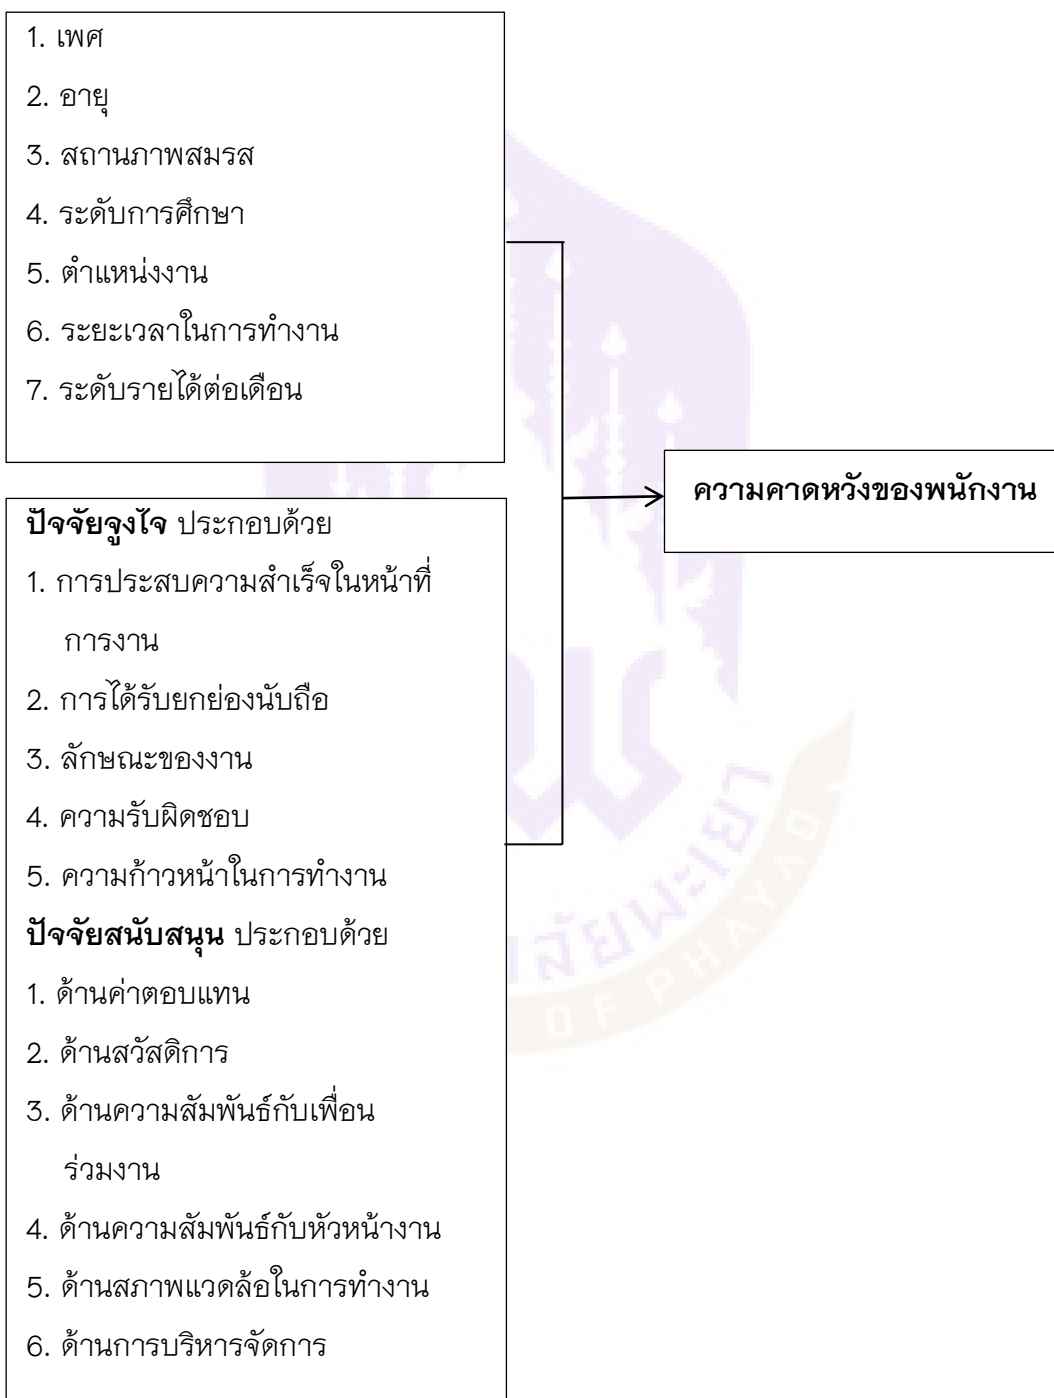 1. เพศ
2. อายุ
3. สถานภาพสมรส
4. ระดับการศึกษา
5. ตำแหน่งงาน
6. ระยะเวลาในการทำงาน
7. ระดับรายได้ต่อเดือน
ความคาดหวังของพนักงาน
ปัจจัยจูงใจ ประกอบด้วย
1. การประสบความสำเร็จในหน้าที่
การงาน
2. การได้รับยกย่องนับถือ
3. ลักษณะของงาน
4. ความรับผิดชอบ
5. ความก้าวหน้าในการทำงาน
ปัจจัยสนับสนุน ประกอบด้วย
1. ด้านค่าตอบแทน
2. ด้านสวัสดิการ
3. ด้านความสัมพันธ์กับเพื่อน
ร่วมงาน
4. ด้านความสัมพันธ์กับหัวหน้างาน
5. ด้านสภาพแวดล้อในการทำงาน
6. ด้านการบริหารจัดการ
ลัยพะเยา
OF PHAYAO